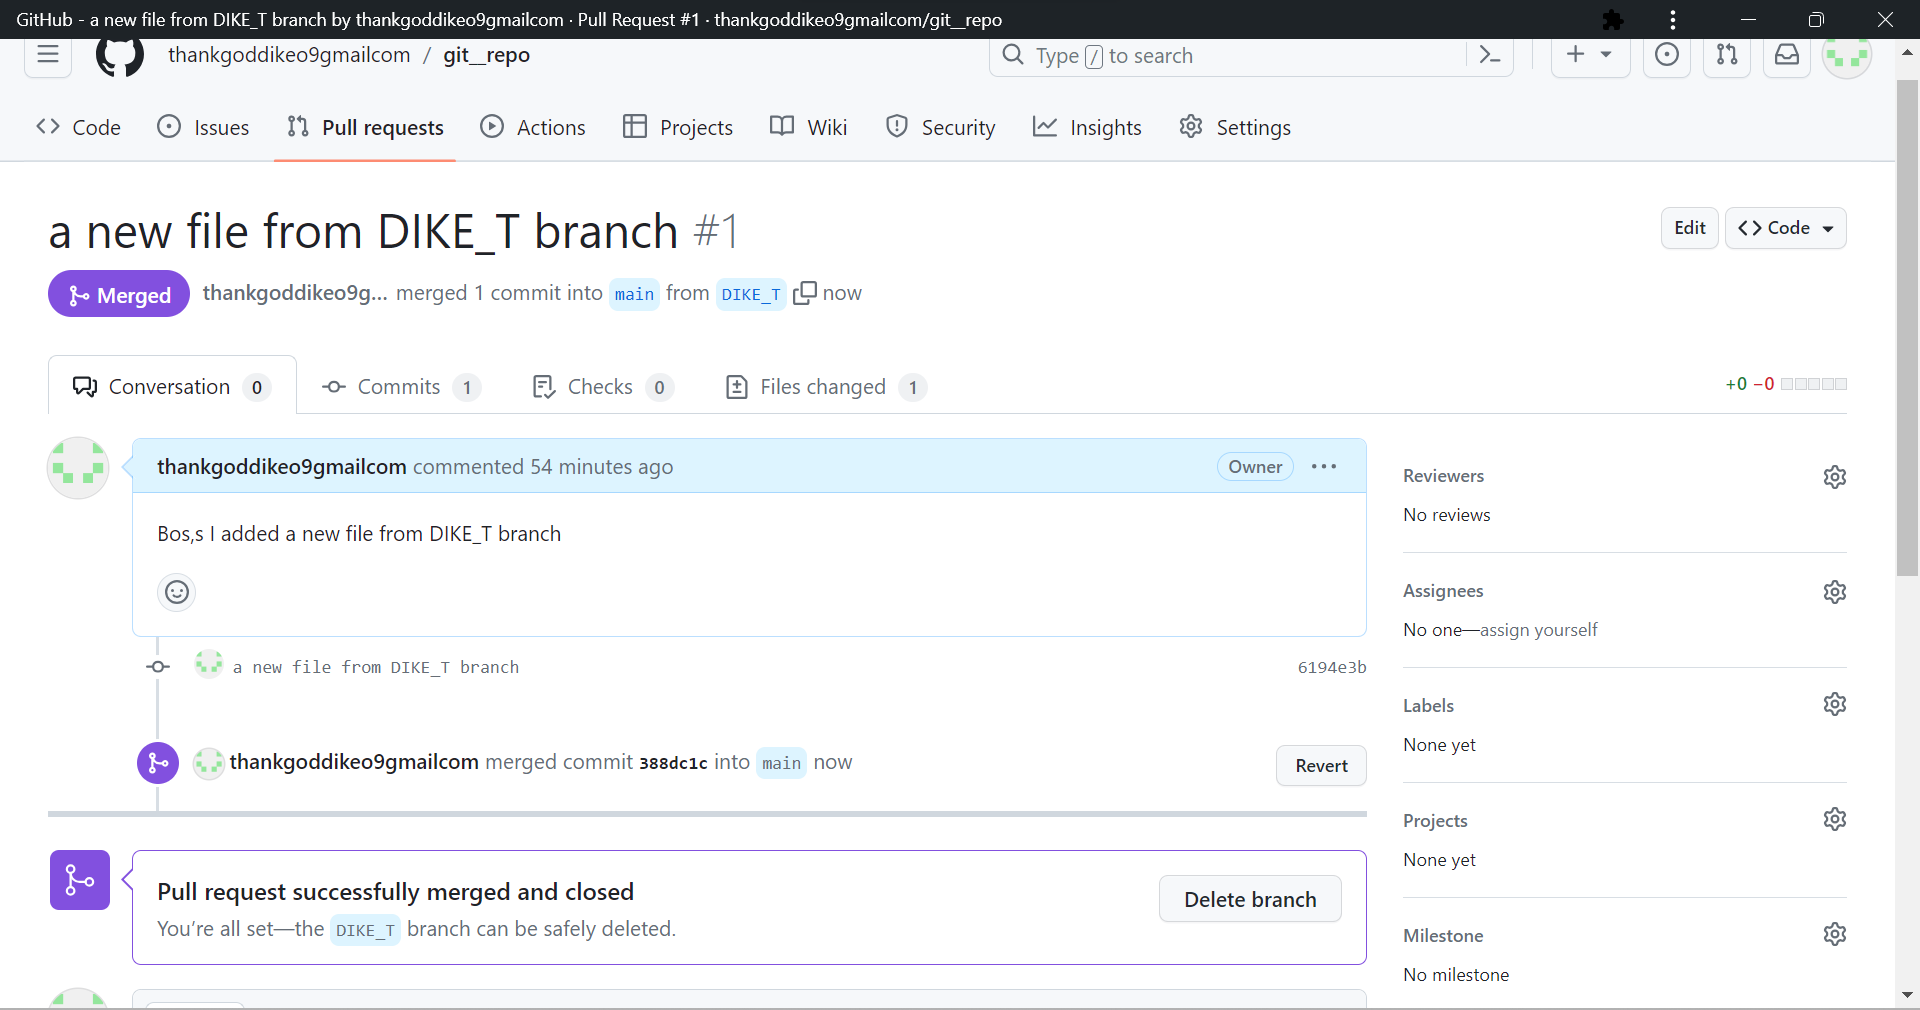 GitHub - a new file from DIKE_T branch by thankgoddikeo9gmailcom · Pull Request #1 · thankgoddikeo9gmailcom/git__repo
thankgoddikeo9gmailcom / git__repo
Type / to search
Code Issues Pull requests Actions Projects Wiki Security Insights Settings
a new file from DIKE_T branch #1
Edit
Code
Merged thankgoddikeo9g... merged 1 commit into main from DIKE_T now
Conversation 0 Commits 1 Checks 0 Files changed 1
+0 −0
thankgoddikeo9gmailcom commented 54 minutes ago
Owner
Bos,s I added a new file from DIKE_T branch
a new file from DIKE_T branch
6194e3b
thankgoddikeo9gmailcom merged commit 388dc1c into main now
Revert
Pull request successfully merged and closed
You're all set—the DIKE_T branch can be safely deleted.
Delete branch
Reviewers
No reviews
Assignees
No one—assign yourself
Labels
None yet
Projects
None yet
Milestone
No milestone